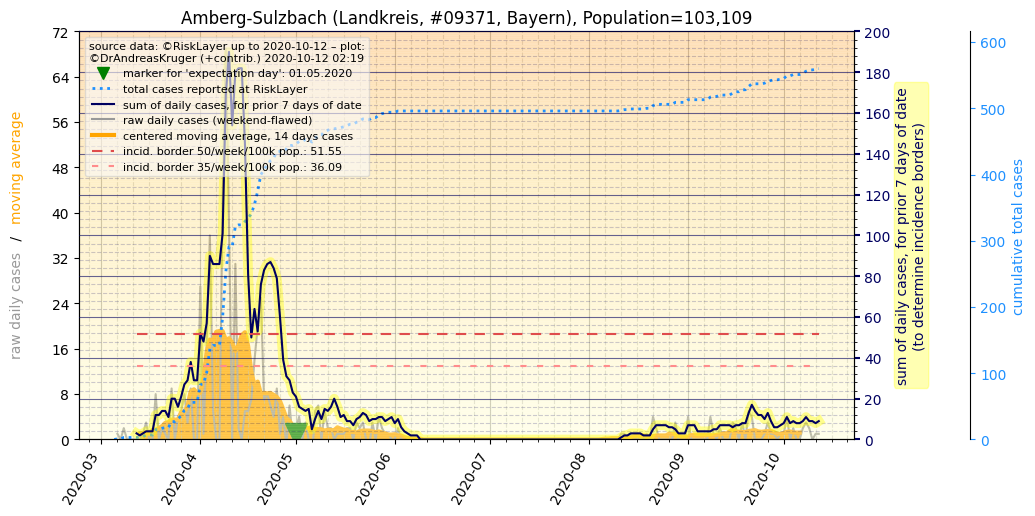 Amberg-Sulzbach (Landkreis, #09371, Bayern), Population=103,109
source data: ©RiskLayer up to 2020-10-12 – plot:
©DrAndreasKruger (+contrib.) 2020-10-12 02:19
marker for 'expectation day': 01.05.2020
total cases reported at RiskLayer
sum of daily cases, for prior 7 days of date
raw daily cases (weekend-flawed)
centered moving average, 14 days cases
incid. border 50/week/100k pop.: 51.55
incid. border 35/week/100k pop.: 36.09
raw daily cases / moving average
72
64
56
48
40
32
24
16
8
0
2020-03
2020-04
2020-05
2020-06
2020-07
2020-08
2020-09
2020-10
200
180
160
140
120
100
80
60
40
20
0
sum of daily cases, for prior 7 days of date
(to determine incidence borders)
600
500
400
300
200
100
0
cumulative total cases